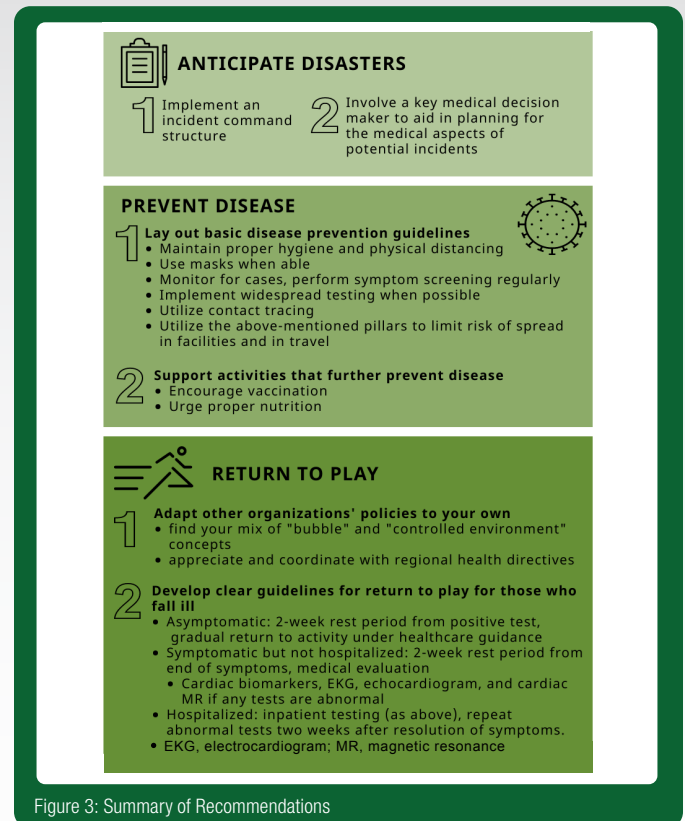 ANTICIPATE DISASTERS
1 Implement an
incident command
structure
2 Involve a key medical decision
maker to aid in planning for
the medical aspects of
potential incidents
PREVENT DISEASE
1 Lay out basic disease prevention guidelines
• Maintain proper hygiene and physical distancing
• Use masks when able
• Monitor for cases, perform symptom screening regularly
• Implement widespread testing when possible
• Utilize contact tracing
• Utilize the above-mentioned pillars to limit risk of spread
in facilities and in travel
2 Support activities that further prevent disease
• Encourage vaccination
• Urge proper nutrition
RETURN TO PLAY
1 Adapt other organizations' policies to your own
• find your mix of "bubble" and "controlled environment"
concepts
• appreciate and coordinate with regional health directives
2 Develop clear guidelines for return to play for those who
fall ill
• Asymptomatic: 2-week rest period from positive test,
gradual return to activity under healthcare guidance
• Symptomatic but not hospitalized: 2-week rest period from
end of symptoms, medical evaluation
• Cardiac biomarkers, EKG, echocardiogram, and cardiac
MR if any tests are abnormal
• Hospitalized: inpatient testing (as above), repeat
abnormal tests two weeks after resolution of symptoms.
• EKG, electrocardiogram; MR, magnetic resonance
Figure 3: Summary of Recommendations